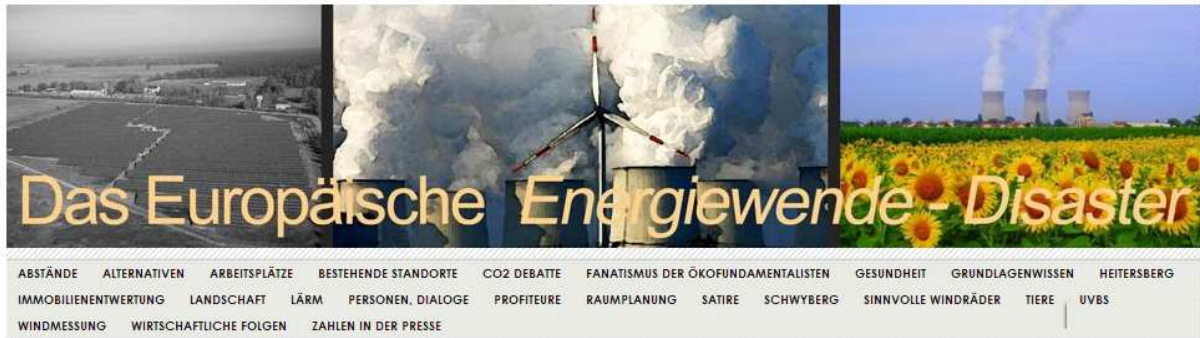 Das Europäische Energiewende - Disaster
ABSTÄNDE ALTERNATIVEN ARBEITSPLÄTZE BESTEHENDE STANDORTE CO2 DEBATTE FANATISMUS DER ÖKOFUNDAMENTALISTEN GESUNDHEIT GRUNDLAGENWISSEN HEITERSBERG
IMMOBILIENENTWERTUNG LANDSCHAFT LÄRM PERSONEN, DIALOGE PROFITEURE RAUMPLANUNG SATIRE SCHWYBERG SINNVOLLE WINDRÄDER TIERE UVBS
WINDMESSUNG WIRTSCHAFTLICHE FOLGEN ZAHLEN IN DER PRESSE